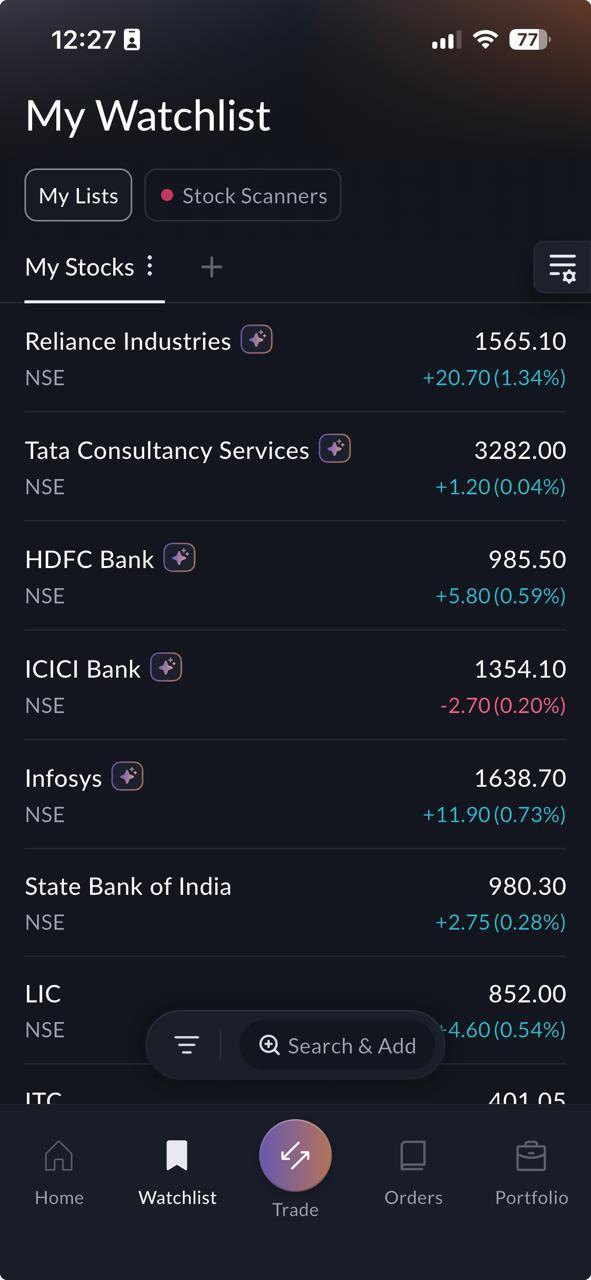 12:27
77
My Watchlist
My Lists
Stock Scanners
My Stocks
Reliance Industries 1565.10
NSE +20.70 (1.34%)
Tata Consultancy Services 3282.00
NSE +1.20 (0.04%)
HDFC Bank 985.50
NSE +5.80 (0.59%)
ICICI Bank 1354.10
NSE -2.70 (0.20%)
Infosys 1638.70
NSE +11.90 (0.73%)
State Bank of India 980.30
NSE +2.75 (0.28%)
LIC 852.00
NSE +4.60 (0.54%)
Search & Add
ITC 401.05
Home Watchlist Trade Orders Portfolio